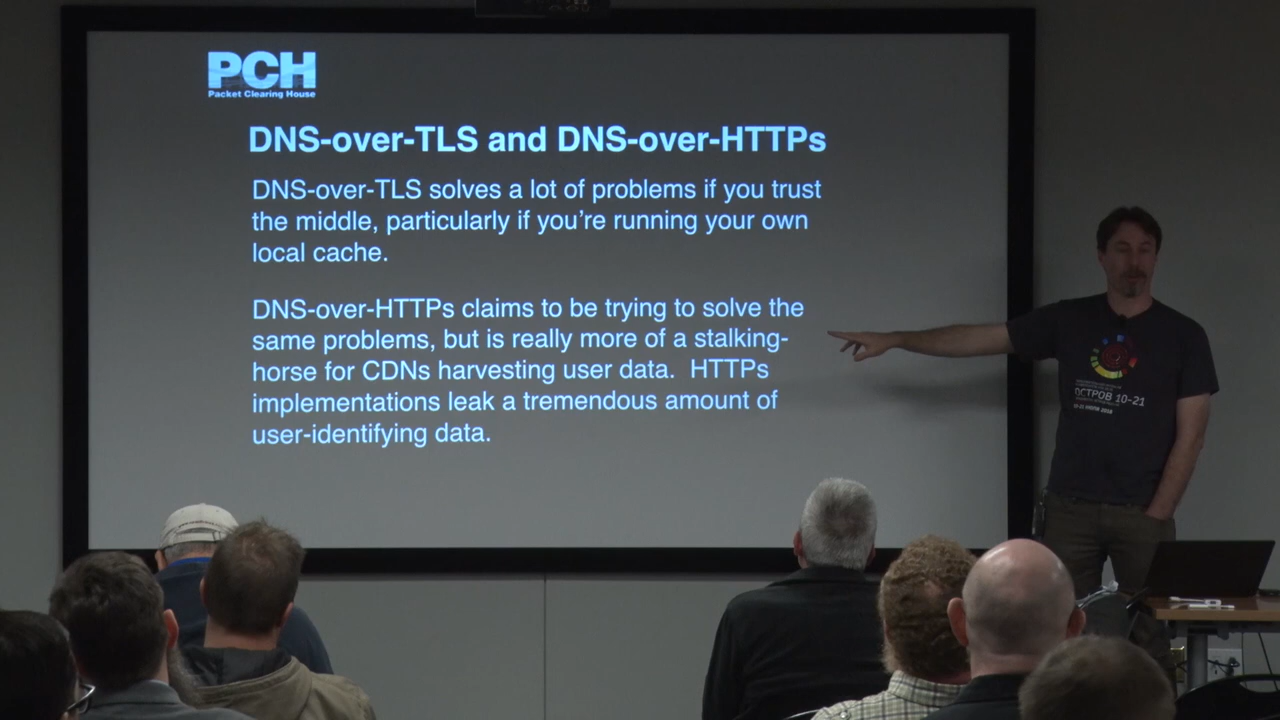 PCH
Packet Clearing House
DNS-over-TLS and DNS-over-HTTPs
DNS-over-TLS solves a lot of problems if you trust
the middle, particularly if you're running your own
local cache.
DNS-over-HTTPs claims to be trying to solve the
same problems, but is really more of a stalking-
horse for CDNs harvesting user data.  HTTPs
implementations leak a tremendous amount of
user-identifying data.
ОСТРОВ 10-21